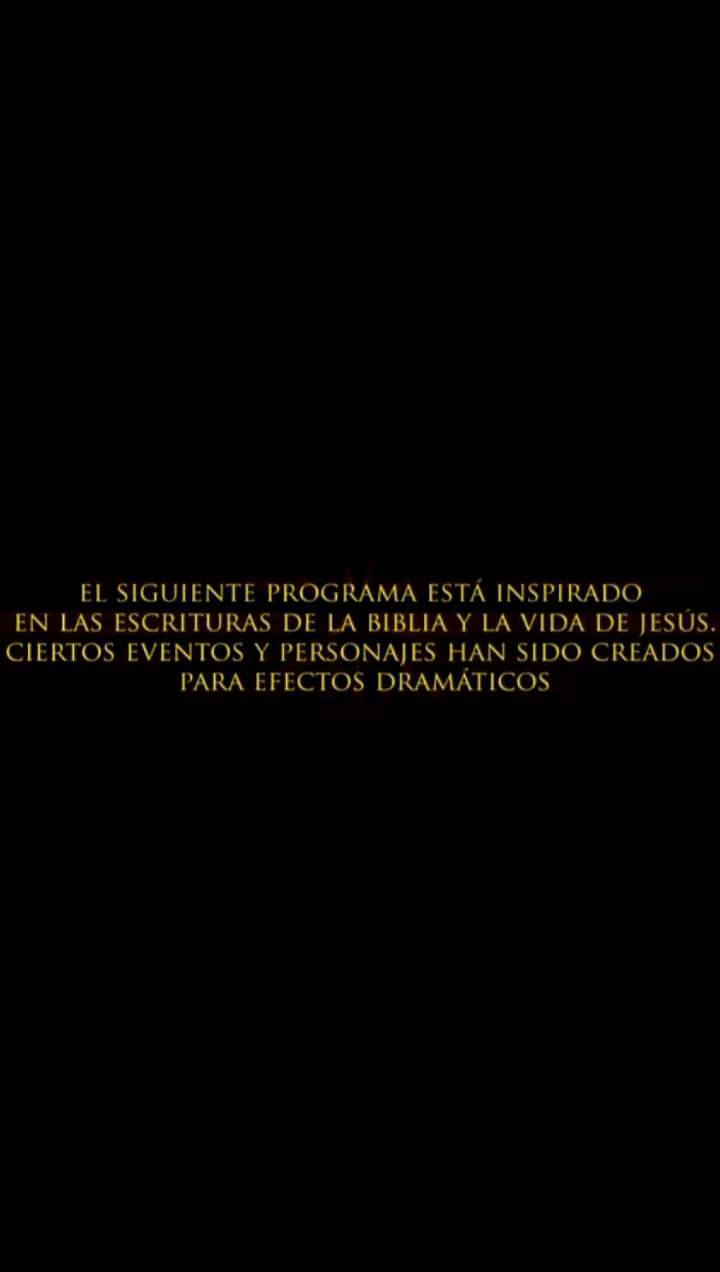 EL SIGUIENTE PROGRAMA ESTÁ INSPIRADO
EN LAS ESCRITURAS DE LA BIBLIA Y LA VIDA DE JESÚS.
CIERTOS EVENTOS Y PERSONAJES HAN SIDO CREADOS
PARA EFECTOS DRAMÁTICOS